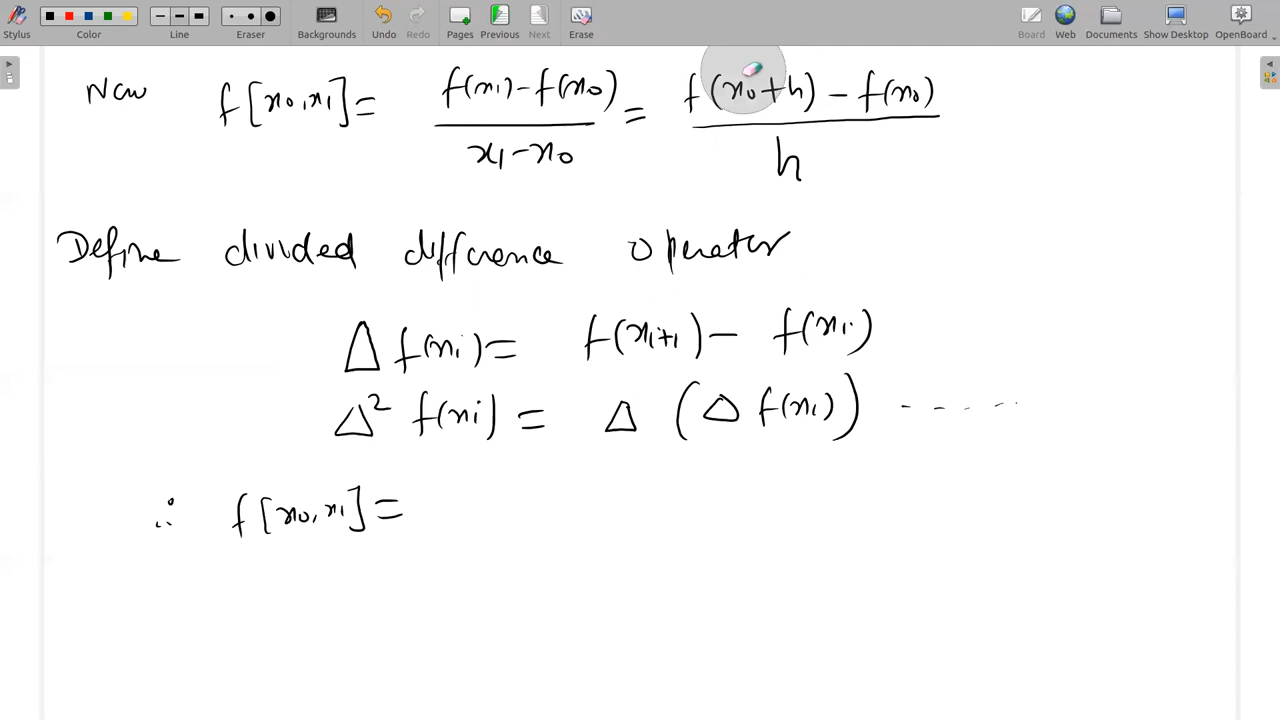 Stylus Color Line Eraser Backgrounds Undo Redo Pages Previous Next Erase Board Web Documents Show Desktop OpenBoard
Now f[x0,x1] = (f(x1)-f(x0))/(x1-x0) = (f(x0+h) - f(x0))/h
Define divided difference operator
Δ f(xi) = f(xi+1) - f(xi)
Δ² f(xi) = Δ (Δ f(xi)) ------
∴ f[x0,x1] =